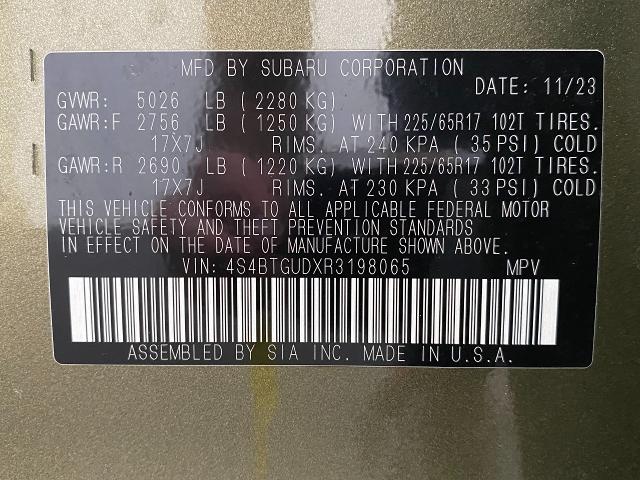 MFD BY SUBARU CORPORATION
DATE: 11/23
GVWR: 5026 LB ( 2280 KG)
GAWR:F 2756 LB ( 1250 KG) WITH 225/65R17 102T TIRES.
17X7J RIMS. AT 240 KPA ( 35 PSI) COLD
GAWR:R 2690 LB ( 1220 KG) WITH 225/65R17 102T TIRES.
17X7J RIMS. AT 230 KPA ( 33 PSI) COLD
THIS VEHICLE CONFORMS TO ALL APPLICABLE FEDERAL MOTOR
VEHICLE SAFETY AND THEFT PREVENTION STANDARDS
IN EFFECT ON THE DATE OF MANUFACTURE SHOWN ABOVE.
VIN: 4S4BTGUDXR3198065 MPV
ASSEMBLED BY SIA INC. MADE IN U.S.A.